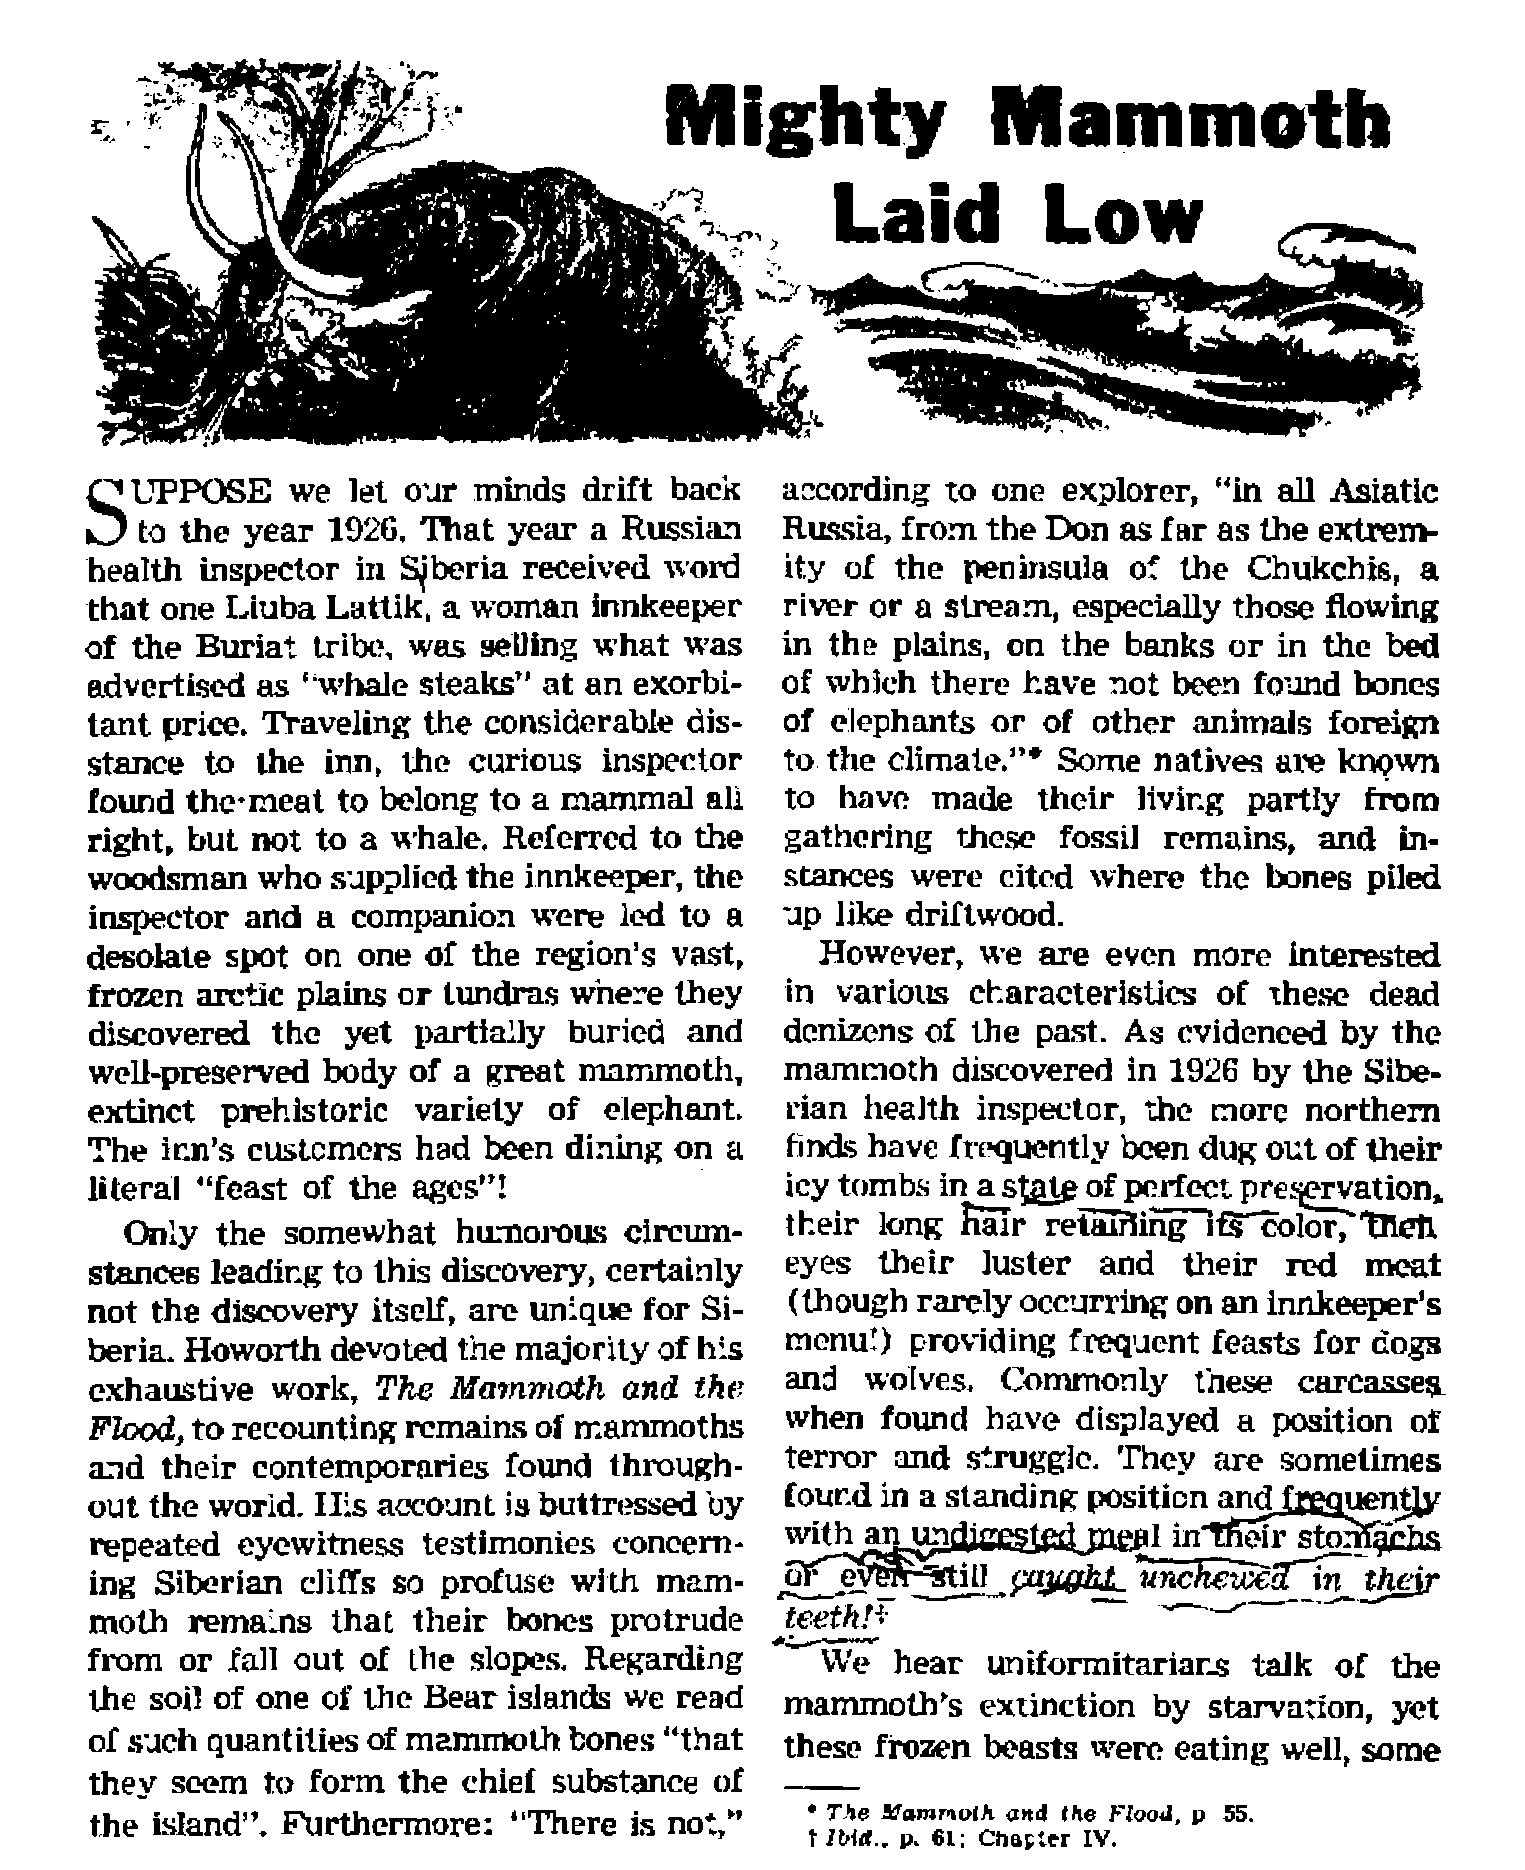 Mighty Mammoth
Laid Low
SUPPOSE we let our minds drift back
to the year 1926. That year a Russian
health inspector in Siberia received word
that one Liuba Lattik, a woman innkeeper
of the Buriat tribe, was selling what was
advertised as "whale steaks" at an exorbi-
tant price. Traveling the considerable dis-
stance to the inn, the curious inspector
found the meat to belong to a mammal all
right, but not to a whale. Referred to the
woodsman who supplied the innkeeper, the
inspector and a companion were led to a
desolate spot on one of the region's vast,
frozen arctic plains or tundras where they
discovered the yet partially buried and
well-preserved body of a great mammoth,
extinct prehistoric variety of elephant.
The inn's customers had been dining on a
literal "feast of the ages"!
Only the somewhat humorous circum-
stances leading to this discovery, certainly
not the discovery itself, are unique for Si-
beria. Howorth devoted the majority of his
exhaustive work, The Mammoth and the
Flood, to recounting remains of mammoths
and their contemporaries found through-
out the world. His account is buttressed by
repeated eyewitness testimonies concern-
ing Siberian cliffs so profuse with mam-
moth remains that their bones protrude
from or fall out of the slopes. Regarding
the soil of one of the Bear islands we read
of such quantities of mammoth bones "that
they seem to form the chief substance of
the island". Furthermore: "There is not,"
according to one explorer, "in all Asiatic
Russia, from the Don as far as the extrem-
ity of the peninsula of the Chukchis, a
river or a stream, especially those flowing
in the plains, on the banks or in the bed
of which there have not been found bones
of elephants or of other animals foreign
to the climate."* Some natives are known
to have made their living partly from
gathering these fossil remains, and in-
stances were cited where the bones piled
up like driftwood.
However, we are even more interested
in various characteristics of these dead
denizens of the past. As evidenced by the
mammoth discovered in 1926 by the Sibe-
rian health inspector, the more northern
finds have frequently been dug out of their
icy tombs in a state of perfect preservation,
their long hair retaining its color, their
eyes their luster and their red meat
(though rarely occurring on an innkeeper's
menu!) providing frequent feasts for dogs
and wolves. Commonly these carcasses
when found have displayed a position of
terror and struggle. They are sometimes
found in a standing position and frequently
with an undigested meal in their stomachs
or even still caught unchewed in their
teeth!‡
We hear uniformitarians talk of the
mammoth's extinction by starvation, yet
these frozen beasts were eating well, some
* The Mammoth and the Flood, p 55.
† Ibid., p. 61; Chapter IV.